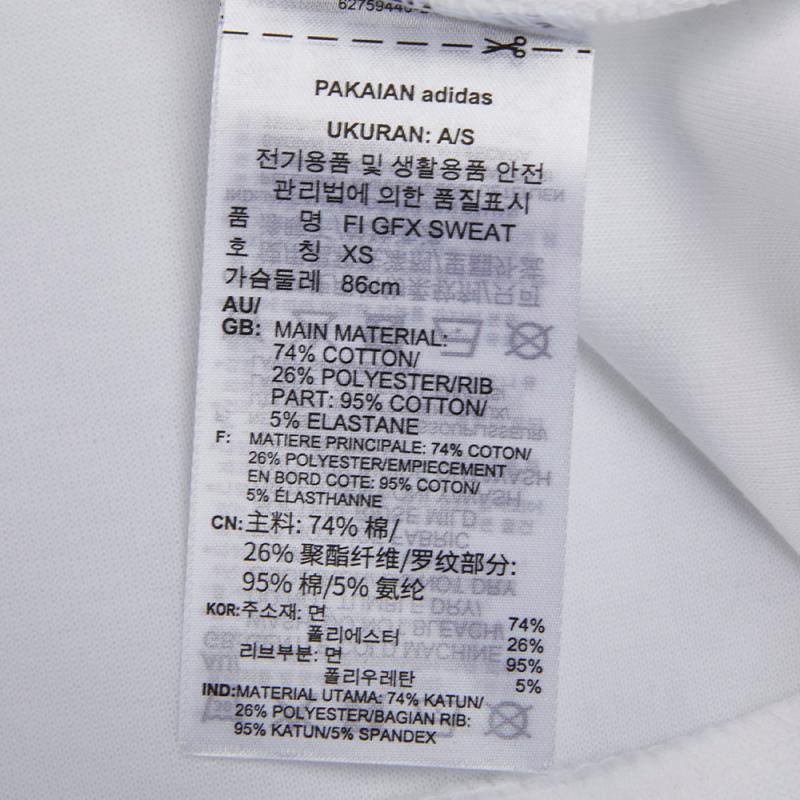 PAKAIAN adidas
UKURAN: A/S
전기용품 및 생활용품 안전
관리법에 의한 품질표시
품 명 FI GFX SWEAT
호 칭 XS
가슴둘레 86cm
AU/
GB: MAIN MATERIAL:
74% COTTON/
26% POLYESTER/RIB
PART: 95% COTTON/
5% ELASTANE
F: MATIERE PRINCIPALE: 74% COTON/
26% POLYESTER/EMPIECEMENT
EN BORD COTE: 95% COTON/
5% ÉLASTHANNE
CN:主料: 74% 棉/
26% 聚酯纤维/罗纹部分:
95% 棉/5% 氨纶
KOR:주소재: 면 74%
폴리에스터 26%
리브부분: 면 95%
폴리우레탄 5%
IND:MATERIAL UTAMA: 74% KATUN/
26% POLYESTER/BAGIAN RIB:
95% KATUN/5% SPANDEX